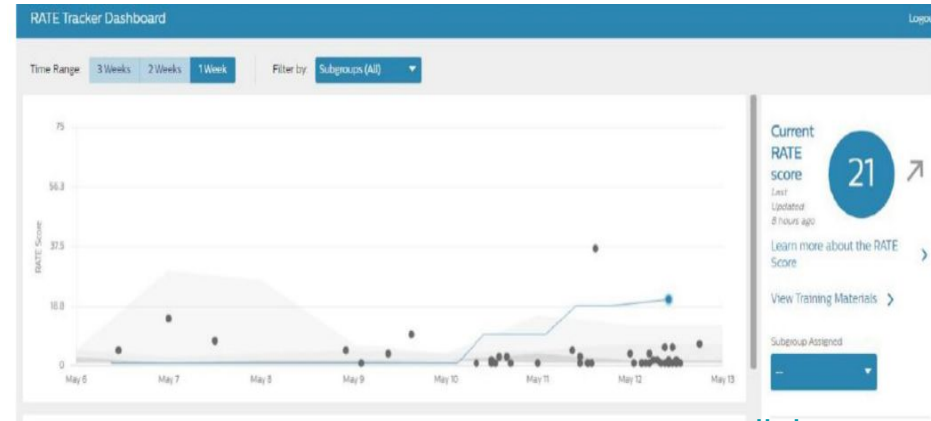 RATE Tracker Dashboard
Logou
Time Range: 3 Weeks 2 Weeks 1 Week Filter by: Subgroups (All)
75
56.3
37.5
18.8
0
RATE Score
May 6 May 7 May 8 May 9 May 10 May 11 May 12 May 13
Current
RATE
score
21
Last
Updated
8 hours ago
Learn more about the RATE
Score
View Training Materials
Subgroup Assigned
--